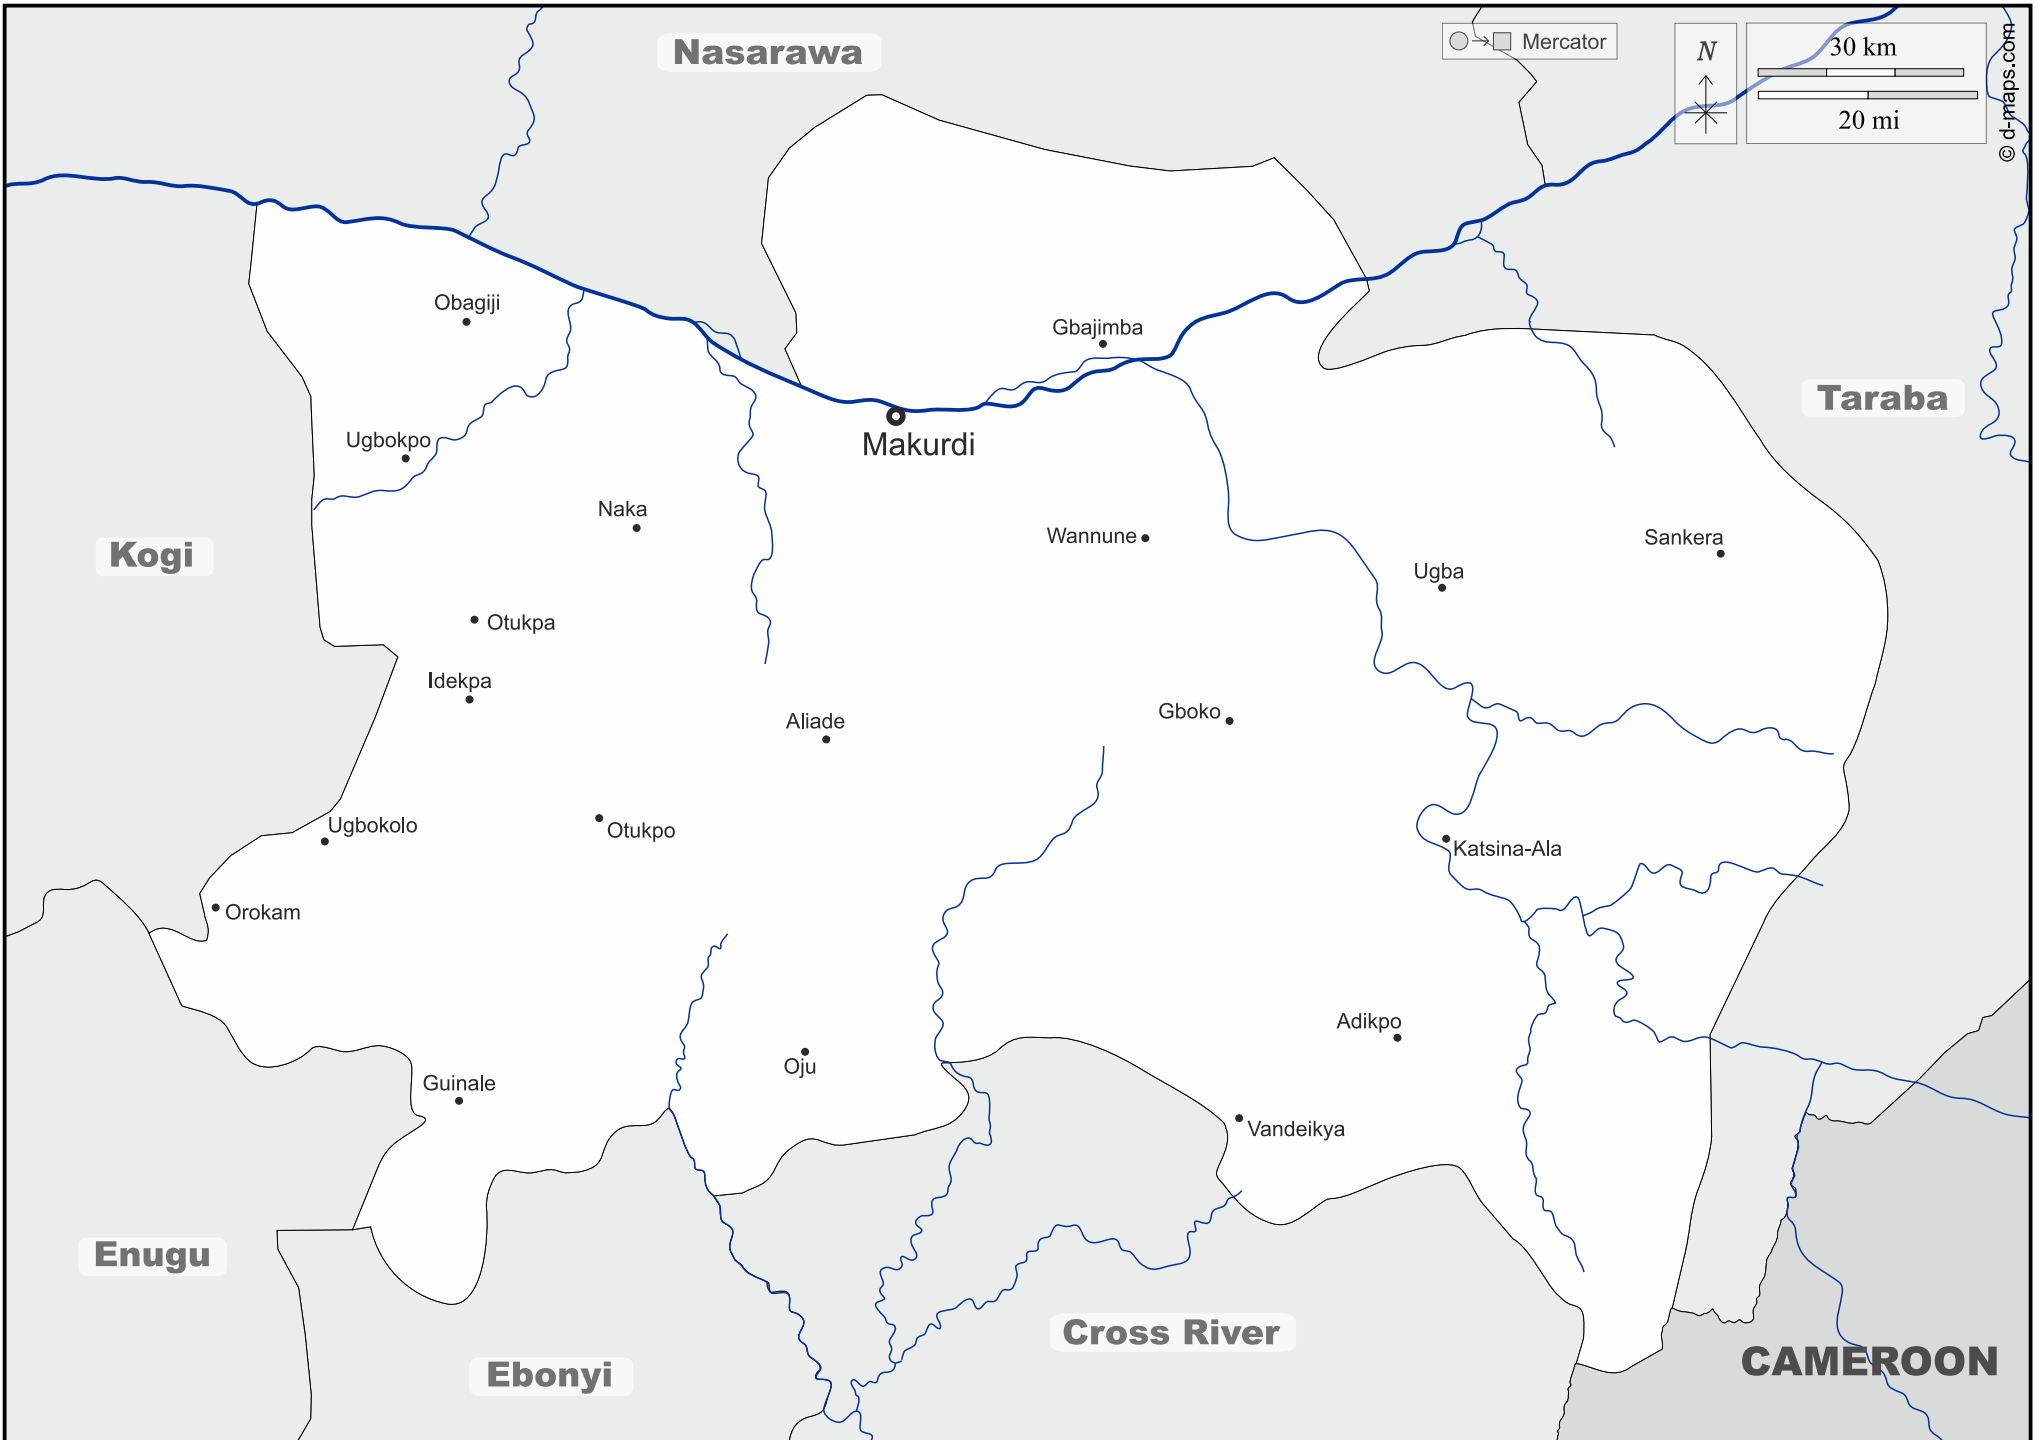 Nasarawa
Mercator
N
30 km
20 mi
© d-maps.com
Obagiji
Gbajimba
Taraba
Makurdi
Ugbokpo
Naka
Wannune
Sankera
Kogi
Ugba
Otukpa
Idekpa
Aliade
Gboko
Ugbokolo
Otukpo
Katsina-Ala
Orokam
Adikpo
Oju
Guinale
Vandeikya
Enugu
Cross River
Ebonyi
CAMEROON